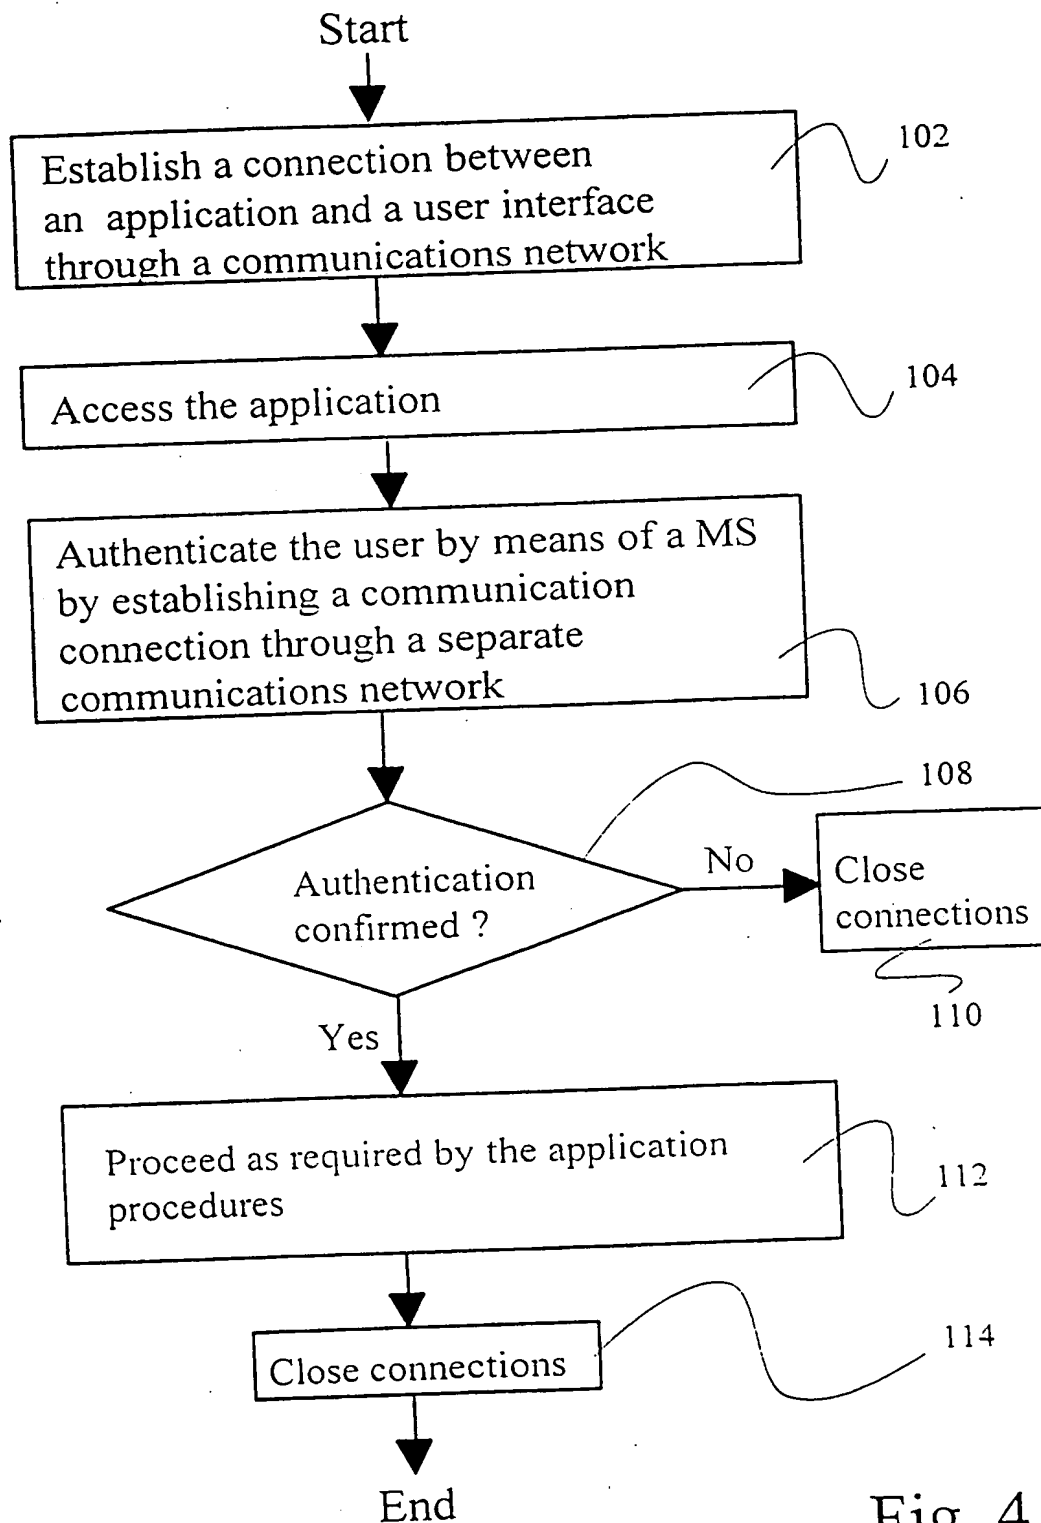 Start
Establish a connection between
an application and a user interface
through a communications network
102
Access the application
104
Authenticate the user by means of a MS
by establishing a communication
connection through a separate
communications network
106
108
Authentication
confirmed ?
No
Close
connections
110
Yes
Proceed as required by the application
procedures
112
Close connections
114
End
Fig. 4